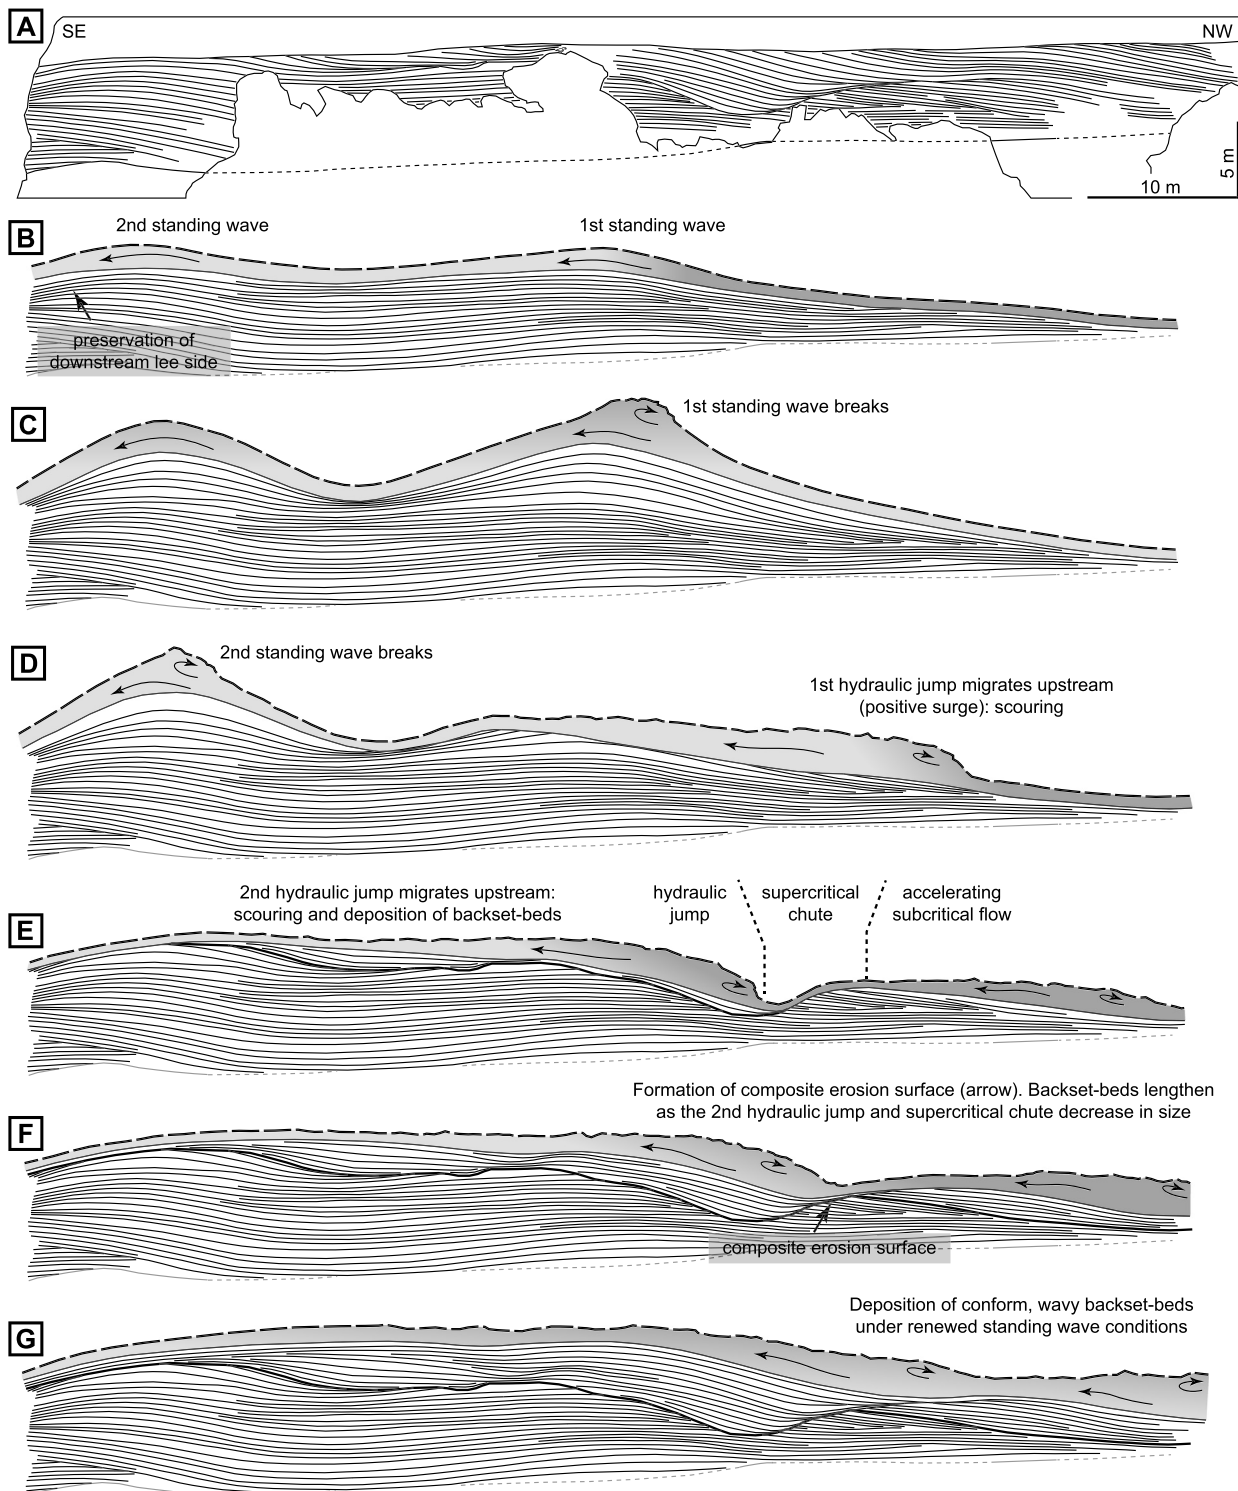 A
SE
NW
5 m
10 m
B
2nd standing wave
1st standing wave
preservation of
downstream lee side
C
1st standing wave breaks
D
2nd standing wave breaks
1st hydraulic jump migrates upstream
(positive surge): scouring
E
2nd hydraulic jump migrates upstream:
scouring and deposition of backset-beds
hydraulic
jump
supercritical
chute
accelerating
subcritical flow
Formation of composite erosion surface (arrow). Backset-beds lengthen
as the 2nd hydraulic jump and supercritical chute decrease in size
F
composite erosion surface
Deposition of conform, wavy backset-beds
under renewed standing wave conditions
G